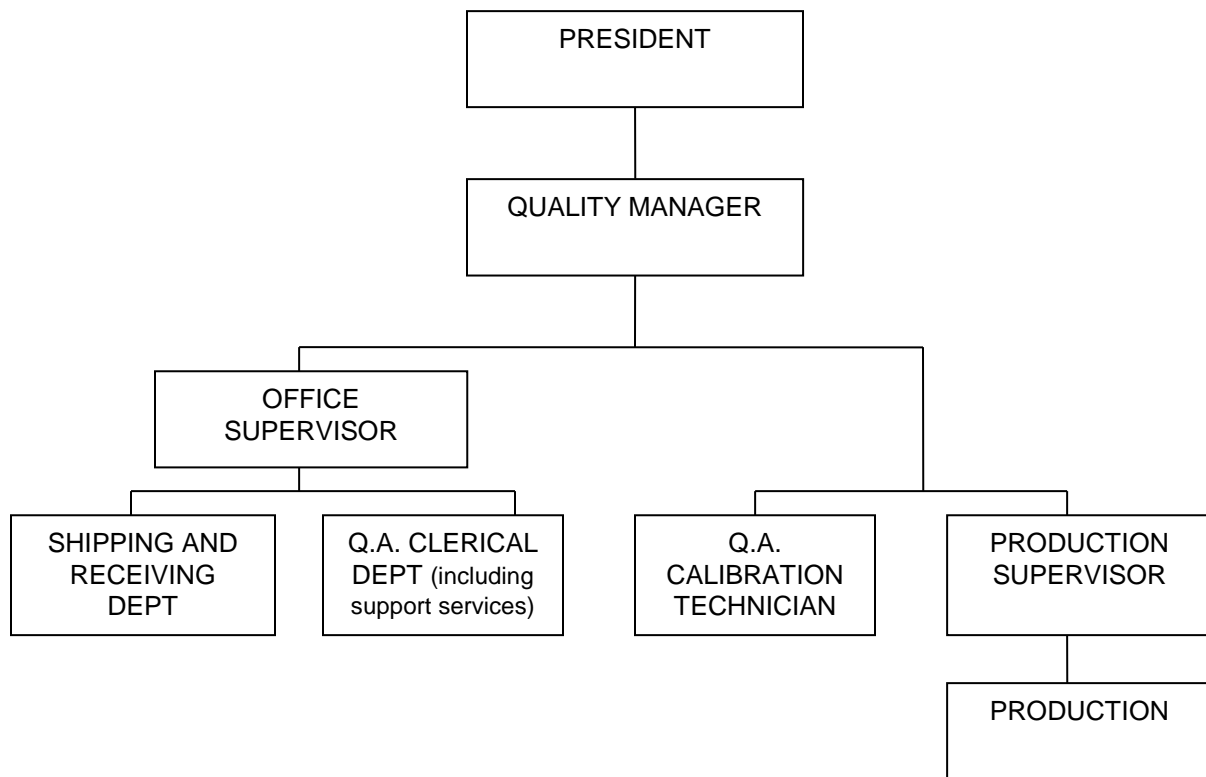 PRESIDENT
QUALITY MANAGER
OFFICE
SUPERVISOR
SHIPPING AND
RECEIVING
DEPT
Q.A. CLERICAL
DEPT (including
support services)
Q.A.
CALIBRATION
TECHNICIAN
PRODUCTION
SUPERVISOR
PRODUCTION